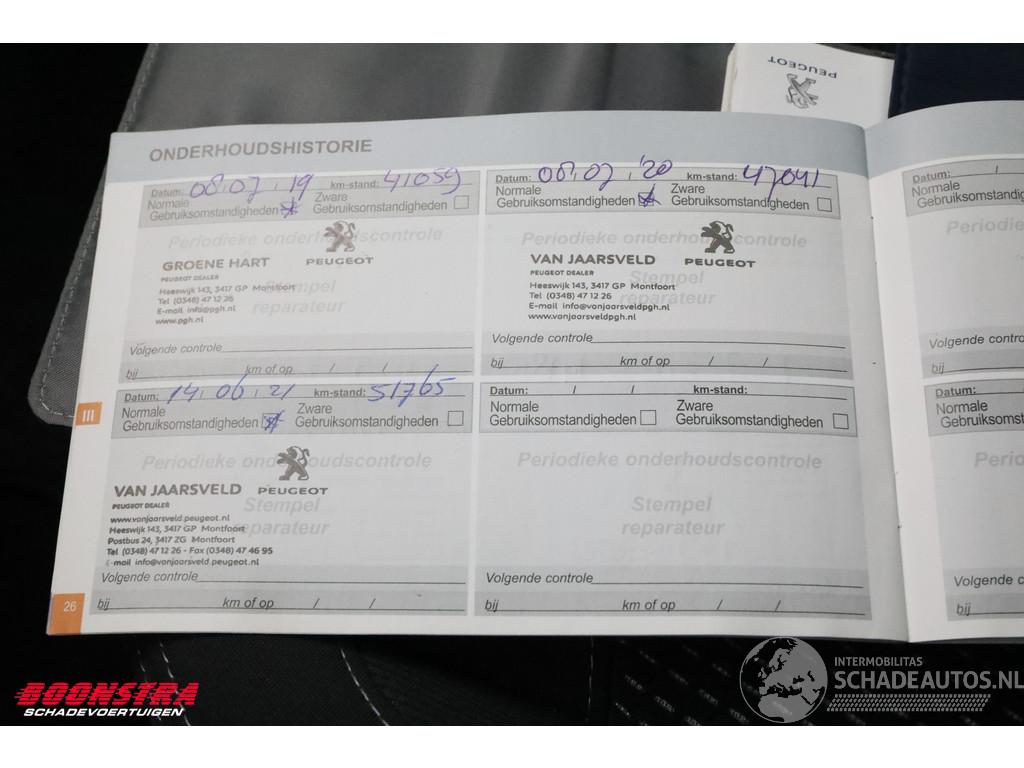 PEUGEOT
ONDERHOUDSHISTORIE
Datum: 08.07.19 km-stand: 41059
Normale Gebruiksomstandigheden
Zware Gebruiksomstandigheden
Periodieke onderhoudscontrole
GROENE HART PEUGEOT
PEUGEOT DEALER
Stempel
Heeswijk 143, 3417 GP Montfoort
Tel (0348) 47 12 26
reparateur
E-mail info@pgh.nl
www.pgh.nl
Volgende controle
bij km of op / /
Datum: 08.07.'20 km-stand: 47041
Normale Gebruiksomstandigheden
Zware Gebruiksomstandigheden
Periodieke onderhoudscontrole
VAN JAARSVELD PEUGEOT
PEUGEOT DEALER
Stempel
Heeswijk 143, 3417 GP Montfoort
Tel (0348) 47 12 26
reparateur
E-mail info@vanjaarsveldpgh.nl
www.vanjaarsveldpgh.nl
Volgende controle
bij km of op / /
III
Datum: 14.06.21 km-stand: 51765
Normale Gebruiksomstandigheden
Zware Gebruiksomstandigheden
Periodieke onderhoudscontrole
VAN JAARSVELD PEUGEOT
PEUGEOT DEALER
Stempel
www.vanjaarsveld.peugeot.nl
Heeswijk 143, 3417 GP Montfoort
reparateur
Postbus 24, 3417 ZG Montfoort
Tel (0348) 47 12 26 - Fax (0348) 47 46 95
E-mail info@vanjaarsveld.peugeot.nl
Volgende controle
bij km of op / /
Datum: / / km-stand:
Normale Gebruiksomstandigheden
Zware Gebruiksomstandigheden
Periodieke onderhoudscontrole
Stempel
reparateur
Volgende controle
bij km of op / /
26
Datum: /
Normale
Volgende
bij
Datum: /
Normale
Volgende c
bij
BOONSTRA
SCHADEVOERTUIGEN
INTERMOBILITAS
SCHADEAUTOS.NL